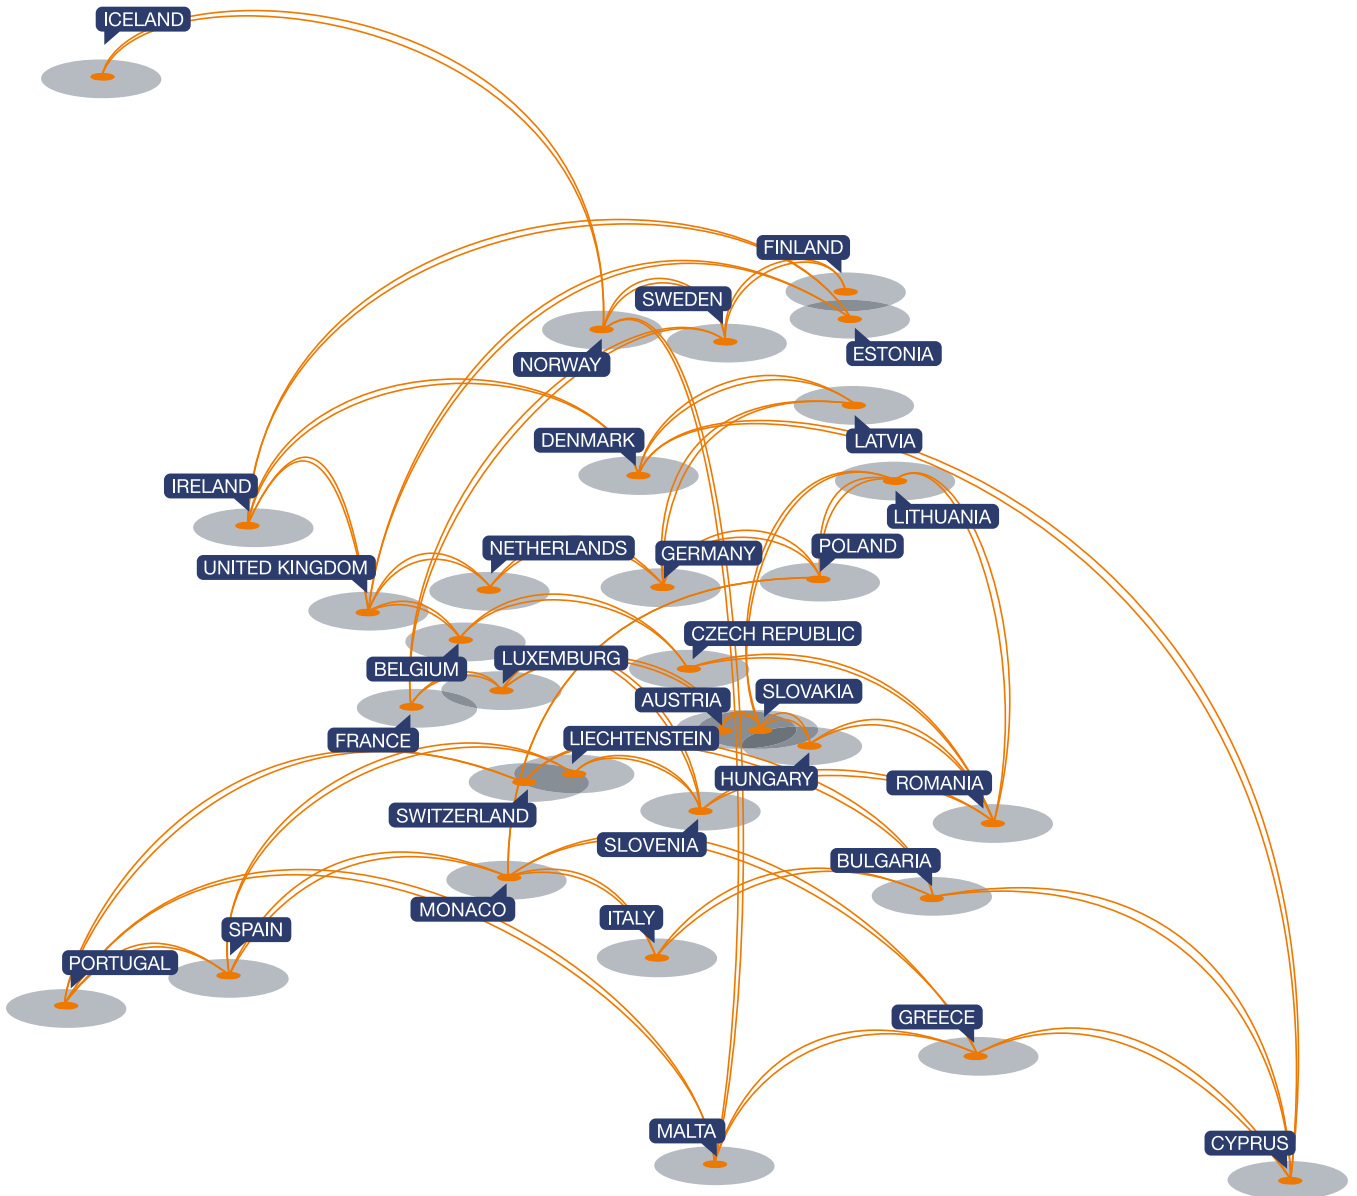 ICELAND
FINLAND
SWEDEN
ESTONIA
NORWAY
DENMARK
LATVIA
IRELAND
LITHUANIA
NETHERLANDS
GERMANY
POLAND
UNITED KINGDOM
CZECH REPUBLIC
BELGIUM
LUXEMBURG
AUSTRIA
SLOVAKIA
FRANCE
LIECHTENSTEIN
HUNGARY
ROMANIA
SWITZERLAND
SLOVENIA
BULGARIA
MONACO
ITALY
SPAIN
PORTUGAL
GREECE
MALTA
CYPRUS